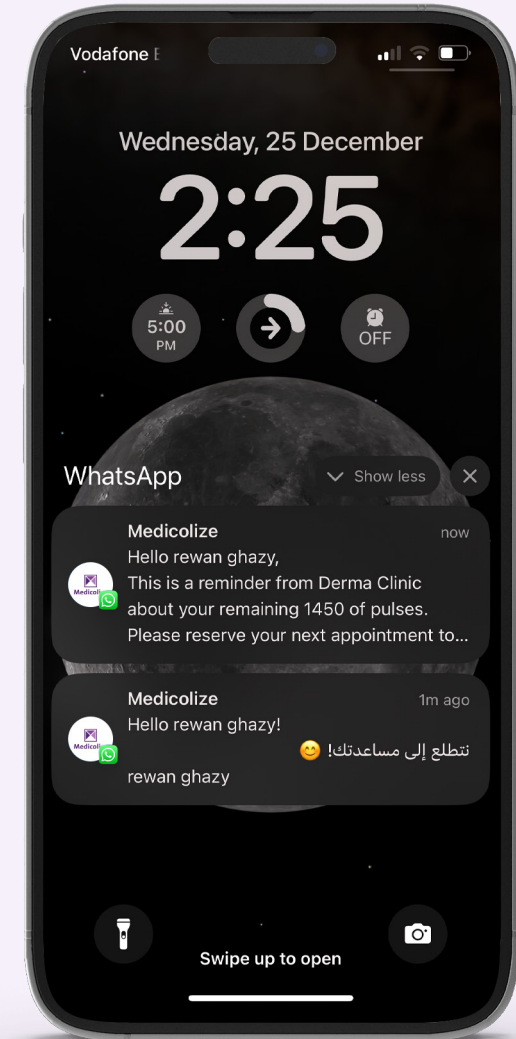 Vodafone E
Wednesday, 25 December
2:25
5:00
PM
OFF
WhatsApp
Show less
Medicolize
now
Hello rewan ghazy,
This is a reminder from Derma Clinic
about your remaining 1450 of pulses.
Please reserve your next appointment to...
Medicoli
Medicolize
1m ago
Hello rewan ghazy!
نتطلع إلى مساعدتك! 😊
rewan ghazy
Medicoli
Swipe up to open